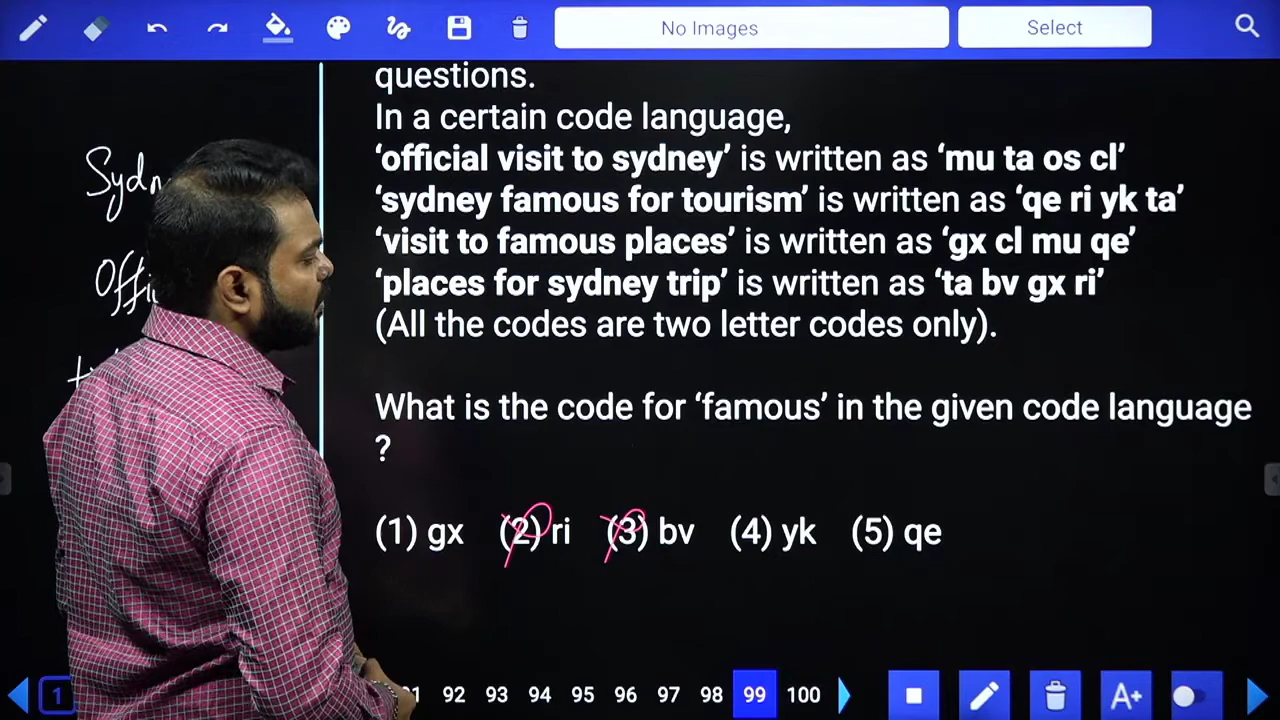 No Images
Select
questions.
In a certain code language,
‘official visit to sydney’ is written as ‘mu ta os cl’
‘sydney famous for tourism’ is written as ‘qe ri yk ta’
‘visit to famous places’ is written as ‘gx cl mu qe’
‘places for sydney trip’ is written as ‘ta bv gx ri’
(All the codes are two letter codes only).
What is the code for ‘famous’ in the given code language
?
(1) gx (2) ri (3) bv (4) yk (5) qe
1 92 93 94 95 96 97 98 99 100 A+